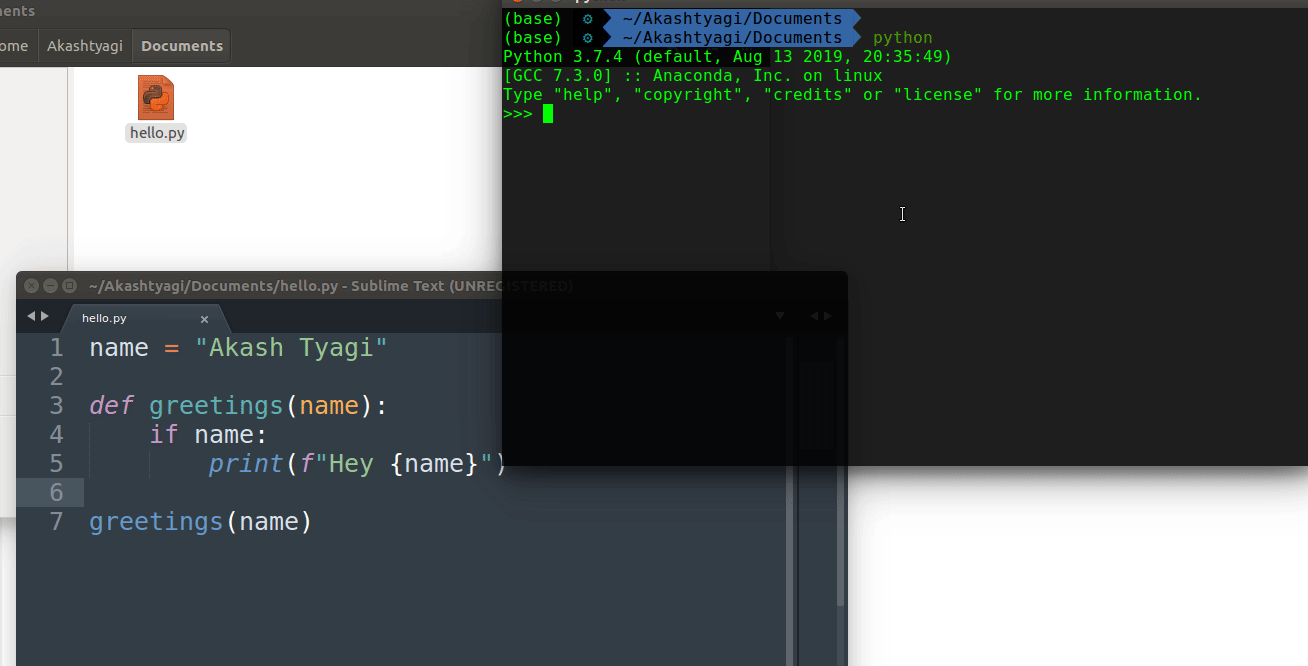 ents
ome Akashtyagi Documents
hello.py
(base) ~/Akashtyagi/Documents
(base) ~/Akashtyagi/Documents python
Python 3.7.4 (default, Aug 13 2019, 20:35:49)
[GCC 7.3.0] :: Anaconda, Inc. on linux
Type "help", "copyright", "credits" or "license" for more information.
>>>
~/Akashtyagi/Documents/hello.py - Sublime Text (UNREGISTERED)
hello.py
1 name = "Akash Tyagi"
2
3 def greetings(name):
4 if name:
5 print(f"Hey {name}")
6
7 greetings(name)